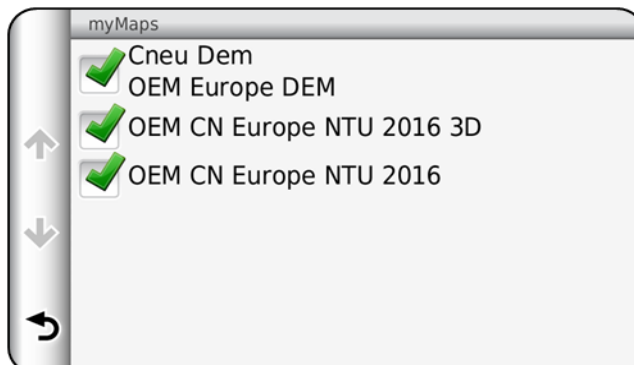 myMaps
Cneu Dem
OEM Europe DEM
OEM CN Europe NTU 2016 3D
OEM CN Europe NTU 2016